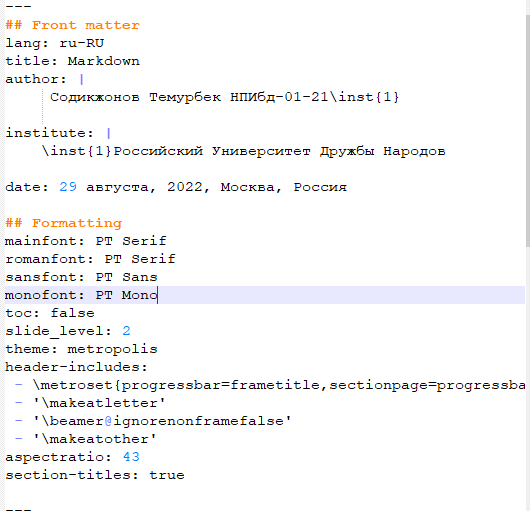 ---
## Front matter
lang: ru-RU
title: Markdown
author: |
Содикжонов Темурбек НПИбд-01-21\inst{1}
institute: |
\inst{1}Российский Университет Дружбы Народов
date: 29 августа, 2022, Москва, Россия
## Formatting
mainfont: PT Serif
romanfont: PT Serif
sansfont: PT Sans
monofont: PT Mono
toc: false
slide_level: 2
theme: metropolis
header-includes:
- \metroset{progressbar=frametitle,sectionpage=progressba
- '\makeatletter'
- '\beamer@ignorenonframefalse'
- '\makeatother'
aspectratio: 43
section-titles: true
---